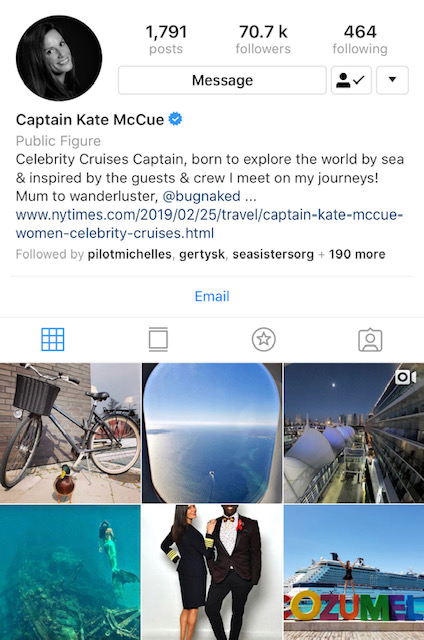 1,791 70.7 k 464
posts followers following
Message
Captain Kate McCue
Public Figure
Celebrity Cruises Captain, born to explore the world by sea
& inspired by the guests & crew I meet on my journeys!
Mum to wanderluster, @bugnaked ...
www.nytimes.com/2019/02/25/travel/captain-kate-mccue-
women-celebrity-cruises.html
Followed by pilotmichelles, gertysk, seasistersorg + 190 more
Email
COZUMEL